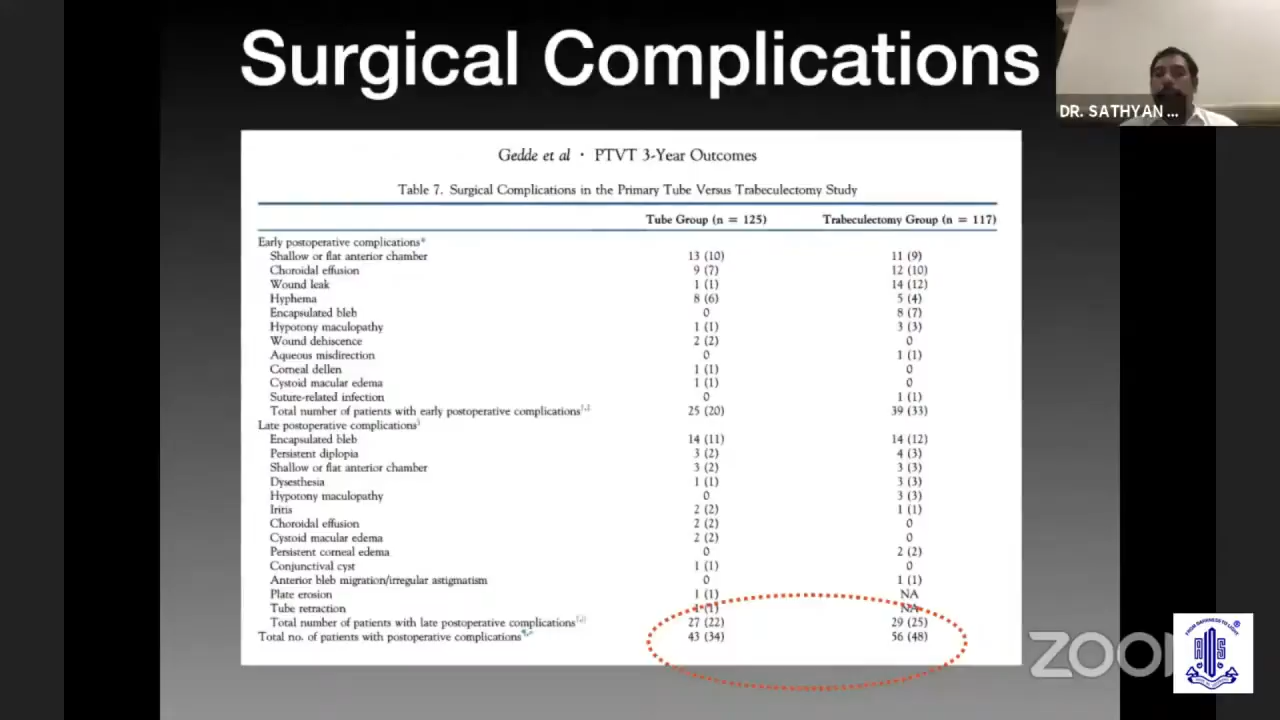 Surgical Complications
DR. SATHYAN ...
Gedde et al · PTVT 3-Year Outcomes
Table 7. Surgical Complications in the Primary Tube Versus Trabeculectomy Study
Tube Group (n = 125) Trabeculectomy Group (n = 117)
Early postoperative complications*
Shallow or flat anterior chamber 13 (10) 11 (9)
Choroidal effusion 9 (7) 12 (10)
Wound leak 1 (1) 14 (12)
Hyphema 8 (6) 5 (4)
Encapsulated bleb 0 8 (7)
Hypotony maculopathy 1 (1) 3 (3)
Wound dehiscence 2 (2) 0
Aqueous misdirection 0 1 (1)
Corneal dellen 1 (1) 0
Cystoid macular edema 1 (1) 0
Suture-related infection 0 1 (1)
Total number of patients with early postoperative complications 25 (20) 39 (33)
Late postoperative complications
Encapsulated bleb 14 (11) 14 (12)
Persistent diplopia 3 (2) 4 (3)
Shallow or flat anterior chamber 3 (2) 3 (3)
Dysesthesia 1 (1) 3 (3)
Hypotony maculopathy 0 3 (3)
Iritis 2 (2) 1 (1)
Choroidal effusion 2 (2) 0
Cystoid macular edema 2 (2) 0
Persistent corneal edema 0 2 (2)
Conjunctival cyst 1 (1) 0
Anterior bleb migration/irregular astigmatism 0 1 (1)
Plate erosion 1 (1) NA
Tube retraction 1 (1) NA
Total number of patients with late postoperative complications 27 (22) 29 (25)
Total no. of patients with postoperative complications 43 (34) 56 (48)
ZOO